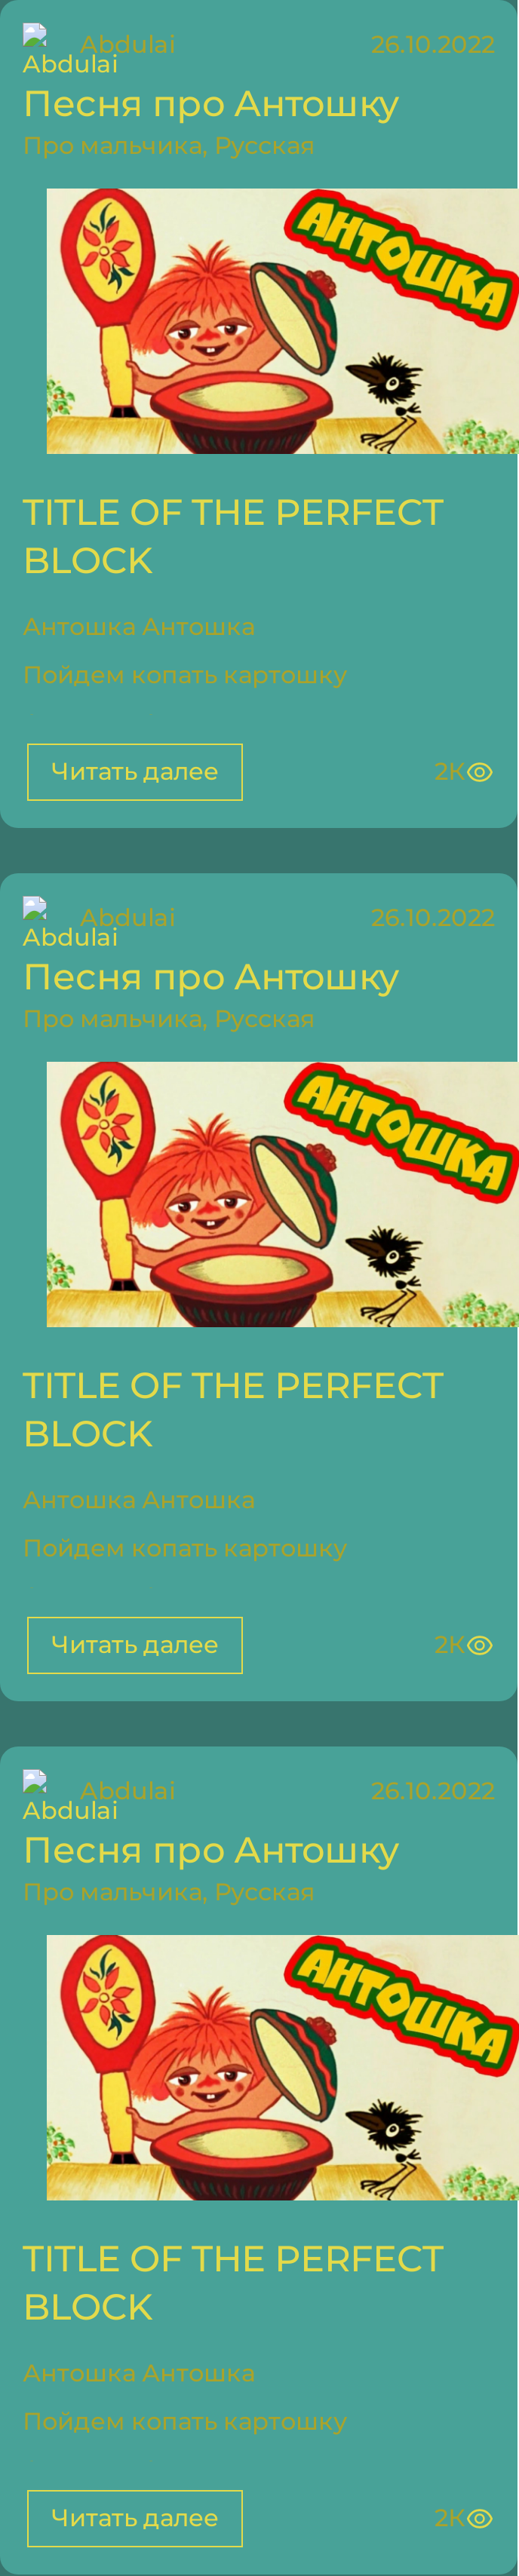 Abdulai 26.10.2022
Abdulai
Песня про Антошку
Про мальчика, Русская
АНТОШКА
TITLE OF THE PERFECT
BLOCK
Антошка Антошка
Пойдем копать картошку
Читать далее 2К
Abdulai 26.10.2022
Abdulai
Песня про Антошку
Про мальчика, Русская
АНТОШКА
TITLE OF THE PERFECT
BLOCK
Антошка Антошка
Пойдем копать картошку
Читать далее 2К
Abdulai 26.10.2022
Abdulai
Песня про Антошку
Про мальчика, Русская
АНТОШКА
TITLE OF THE PERFECT
BLOCK
Антошка Антошка
Пойдем копать картошку
Читать далее 2К